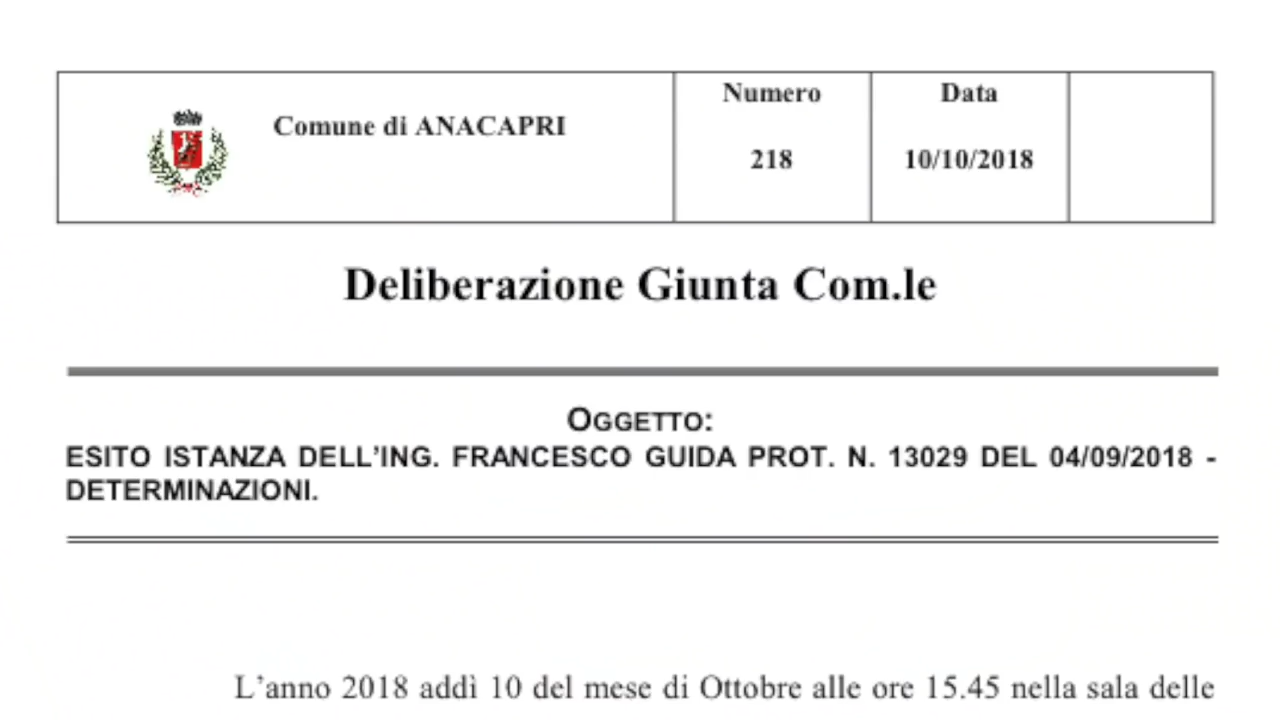 Comune di ANACAPRI
Numero
218
Data
10/10/2018
Deliberazione Giunta Com.le
OGGETTO:
ESITO ISTANZA DELL’ING. FRANCESCO GUIDA PROT. N. 13029 DEL 04/09/2018 -
DETERMINAZIONI.
L’anno 2018 addì 10 del mese di Ottobre alle ore 15.45 nella sala delle